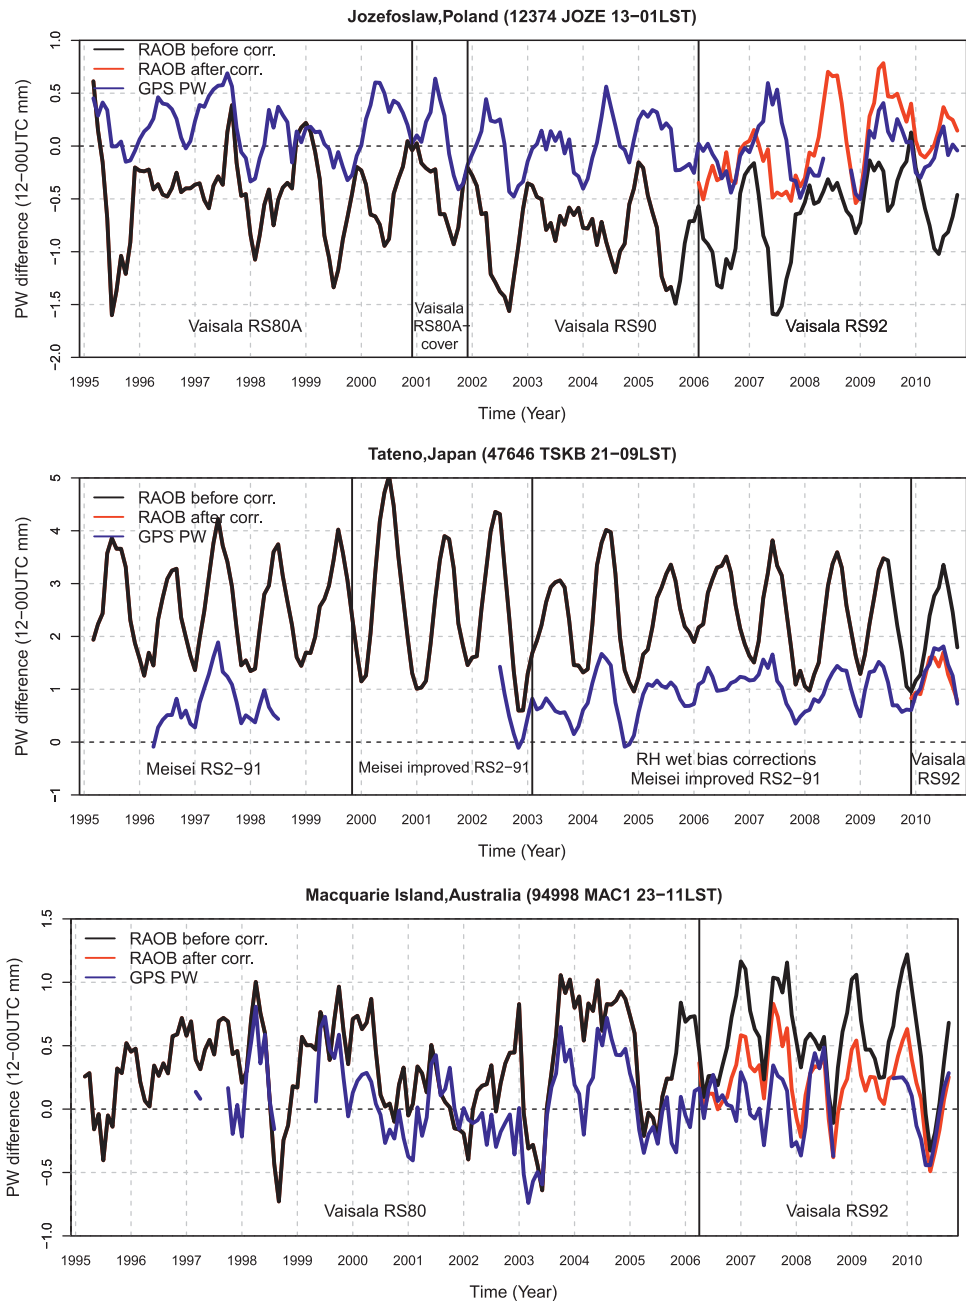 Jozefoslaw,Poland (12374 JOZE 13−01LST)
PW difference (12−00UTC mm)
1.0
0.5
0.0
−0.5
−1.0
−1.5
−2.0
RAOB before corr.
RAOB after corr.
GPS PW
Vaisala RS80A
Vaisala
RS80A−
cover
Vaisala RS90
Vaisala RS92
1995 1996 1997 1998 1999 2000 2001 2002 2003 2004 2005 2006 2007 2008 2009 2010
Time (Year)
Tateno,Japan (47646 TSKB 21−09LST)
PW difference (12−00UTC mm)
5
4
3
2
1
0
−1
RAOB before corr.
RAOB after corr.
GPS PW
Meisei RS2−91
Meisei improved RS2−91
RH wet bias corrections
Meisei improved RS2−91
Vaisala
RS92
1995 1996 1997 1998 1999 2000 2001 2002 2003 2004 2005 2006 2007 2008 2009 2010
Time (Year)
Macquarie Island,Australia (94998 MAC1 23−11LST)
PW difference (12−00UTC mm)
1.5
1.0
0.5
0.0
−0.5
−1.0
RAOB before corr.
RAOB after corr.
GPS PW
Vaisala RS80
Vaisala RS92
1995 1996 1997 1998 1999 2000 2001 2002 2003 2004 2005 2006 2007 2008 2009 2010
Time (Year)